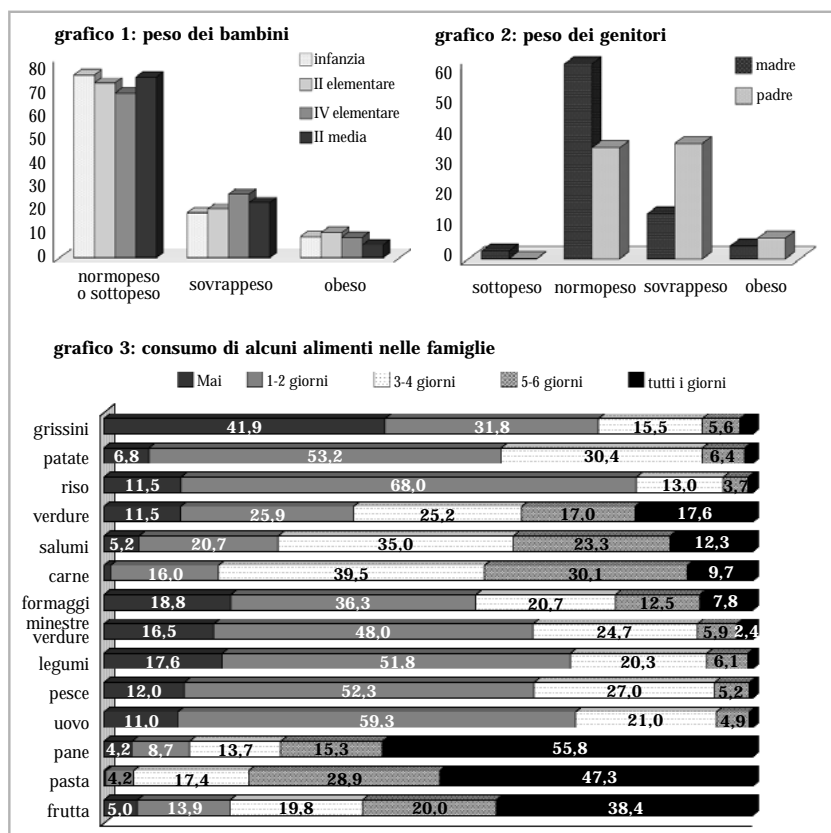 grafico 1: peso dei bambini
80
70
60
50
40
30
20
10
0
infanzia
II elementare
IV elementare
II media
normopeso
o sottopeso
sovrappeso
obeso
grafico 2: peso dei genitori
60
50
40
30
20
10
0
madre
padre
sottopeso
normopeso
sovrappeso
obeso
grafico 3: consumo di alcuni alimenti nelle famiglie
Mai 1-2 giorni 3-4 giorni 5-6 giorni tutti i giorni
grissini 41,9 31,8 15,5 5,6
patate 6,8 53,2 30,4 6,4
riso 11,5 68,0 13,0 3,7
verdure 11,5 25,9 25,2 17,0 17,6
salumi 5,2 20,7 35,0 23,3 12,3
carne 16,0 39,5 30,1 9,7
formaggi 18,8 36,3 20,7 12,5 7,8
minestre
verdure 16,5 48,0 24,7 5,9 2,4
legumi 17,6 51,8 20,3 6,1
pesce 12,0 52,3 27,0 5,2
uovo 11,0 59,3 21,0 4,9
pane 4,2 8,7 13,7 15,3 55,8
pasta 4,2 17,4 28,9 47,3
frutta 5,0 13,9 19,8 20,0 38,4